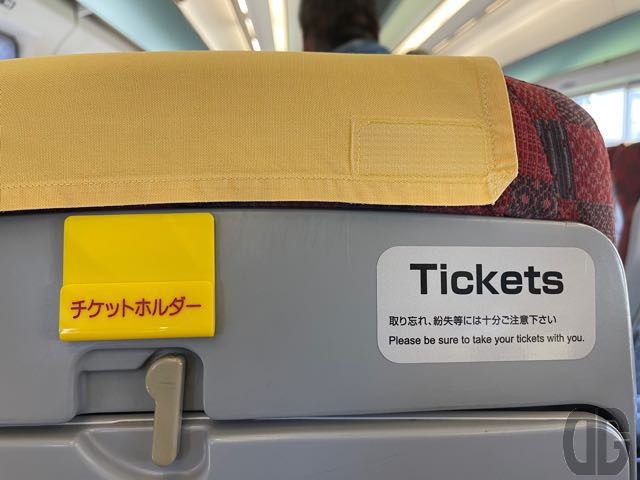 チケットホルダー
Tickets
取り忘れ、紛失等には十分ご注意下さい
Please be sure to take your tickets with you.
DG